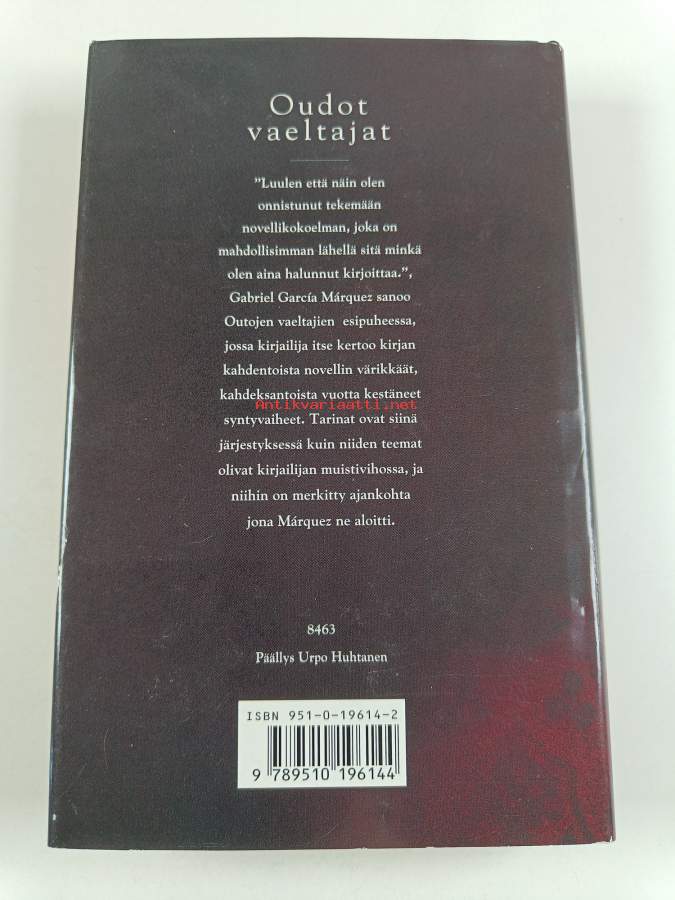 Oudot
vaeltajat
"Luulen että näin olen
onnistunut tekemään
novellikokoelman, joka on
mahdollisimman lähellä sitä minkä
olen aina halunnut kirjoittaa.",
Gabriel García Márquez sanoo
Outojen vaeltajien esipuheessa,
jossa kirjailija itse kertoo kirjan
kahdentoista novellin värikkäät,
kahdeksantoista vuotta kestäneet
Antikvariaatti.net
syntyvaiheet. Tarinat ovat siinä
järjestyksessä kuin niiden teemat
olivat kirjailijan muistivihossa, ja
niihin on merkitty ajankohta
jona Márquez ne aloitti.
8463
Päällys Urpo Huhtanen
ISBN 951-0-19614-2
9 789510 196144